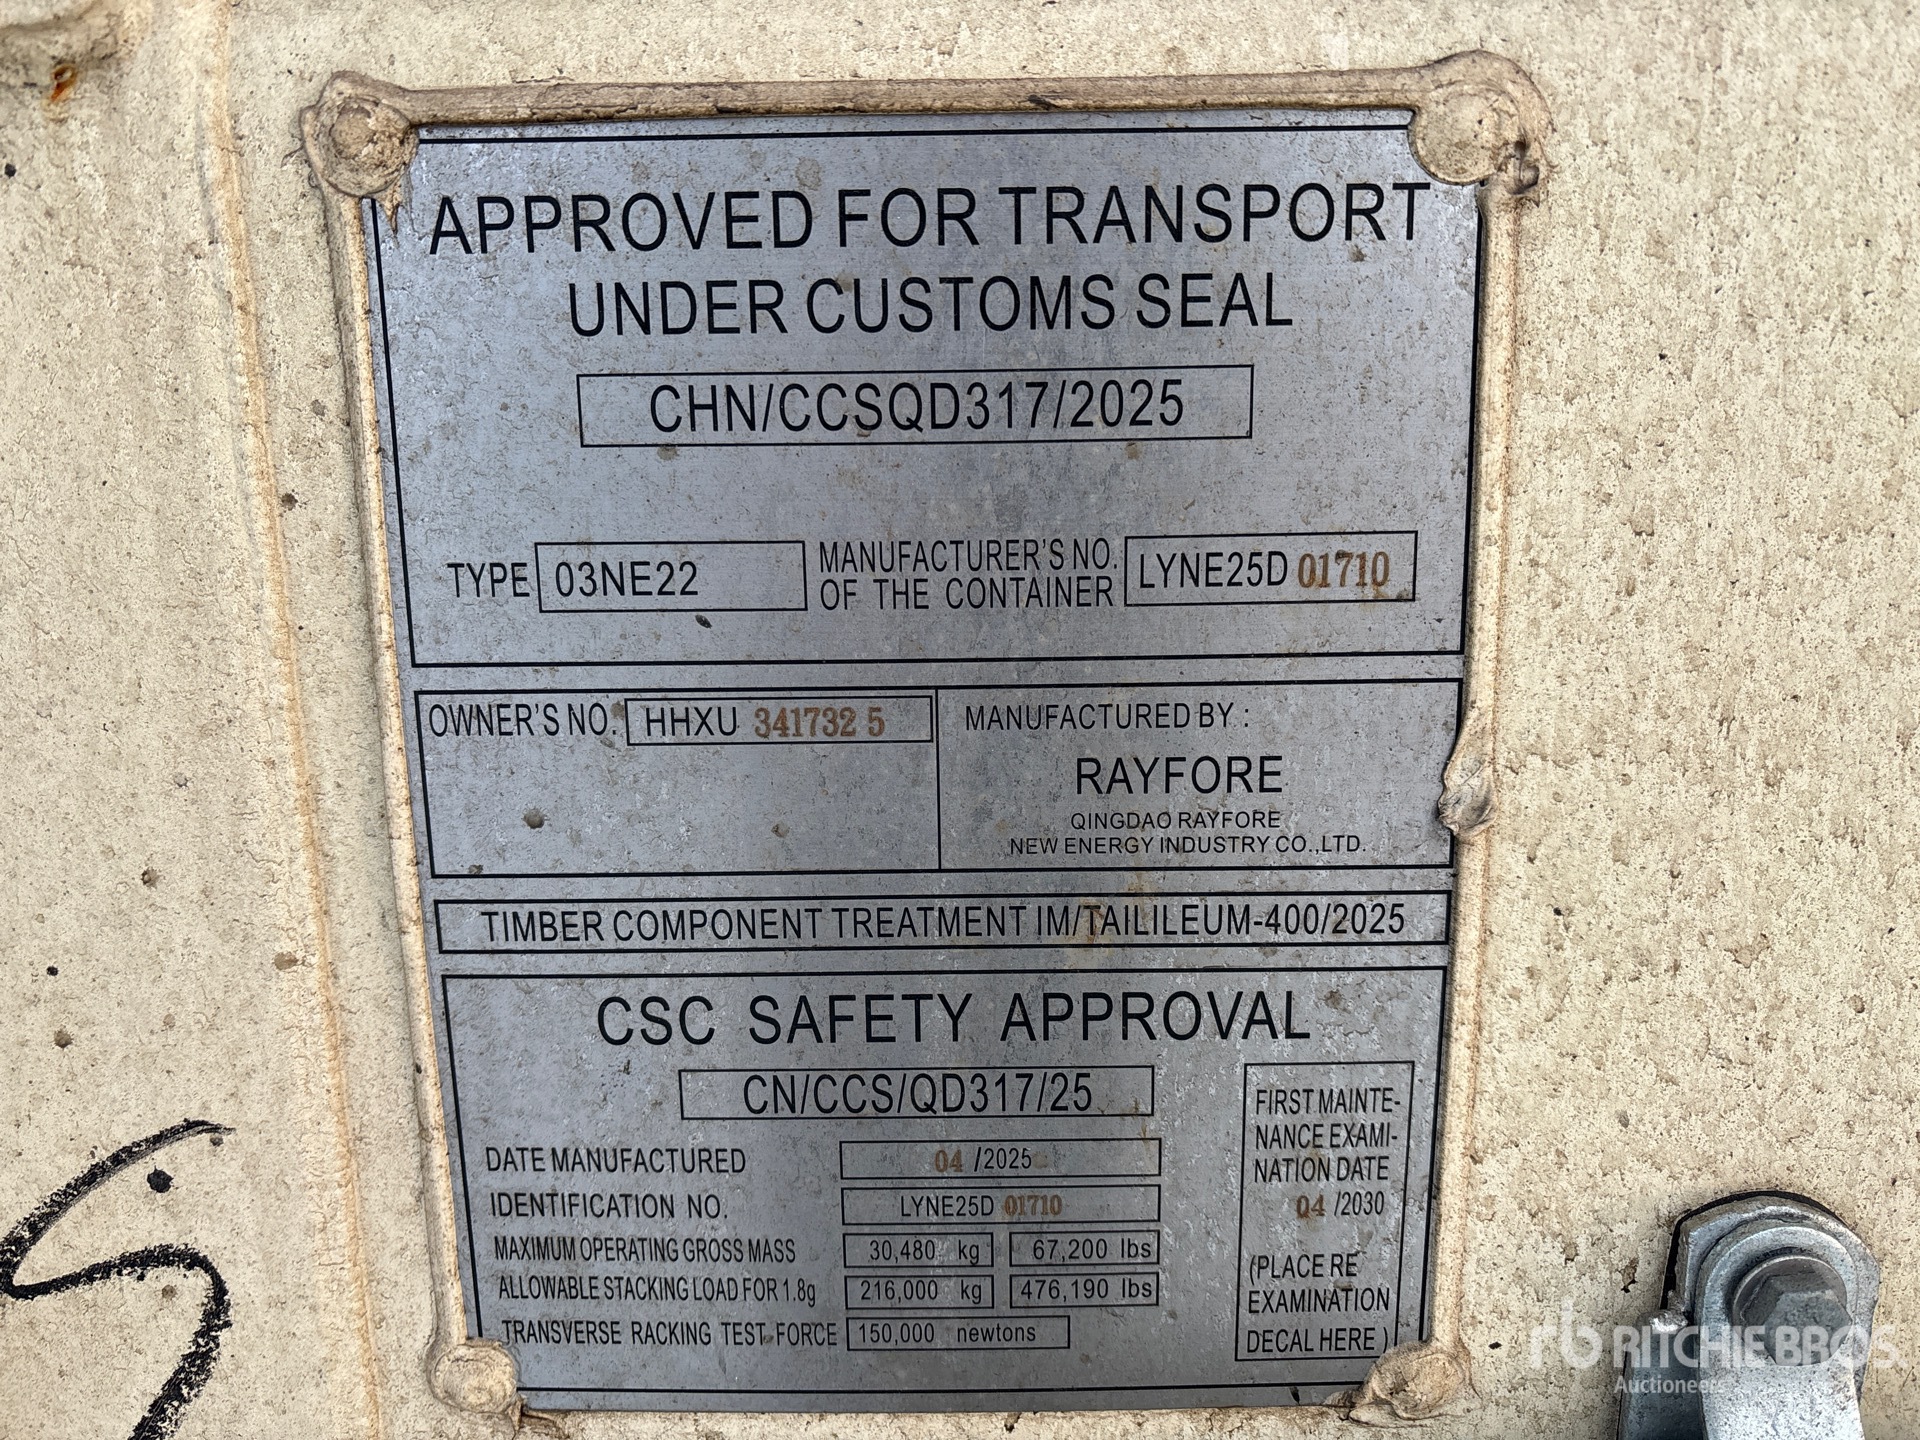 APPROVED FOR TRANSPORT
UNDER CUSTOMS SEAL
CHN/CCSQD317/2025
TYPE 03NE22 MANUFACTURER'S NO. OF THE CONTAINER LYNE25D 01710
OWNER'S NO. HHXU 341732 5
MANUFACTURED BY :
RAYFORE
QINGDAO RAYFORE
NEW ENERGY INDUSTRY CO.,LTD.
TIMBER COMPONENT TREATMENT IM/TAILILEUM-400/2025
CSC SAFETY APPROVAL
CN/CCS/QD317/25
DATE MANUFACTURED 04 /2025
IDENTIFICATION NO. LYNE25D 01710
MAXIMUM OPERATING GROSS MASS 30,480 kg 67,200 lbs
ALLOWABLE STACKING LOAD FOR 1.8g 216,000 kg 476,190 lbs
TRANSVERSE RACKING TEST FORCE 150,000 newtons
FIRST MAINTE-
NANCE EXAMI-
NATION DATE
04 /2030
(PLACE RE
EXAMINATION
DECAL HERE )
5
rb RITCHIE BROS.
Auctioneers